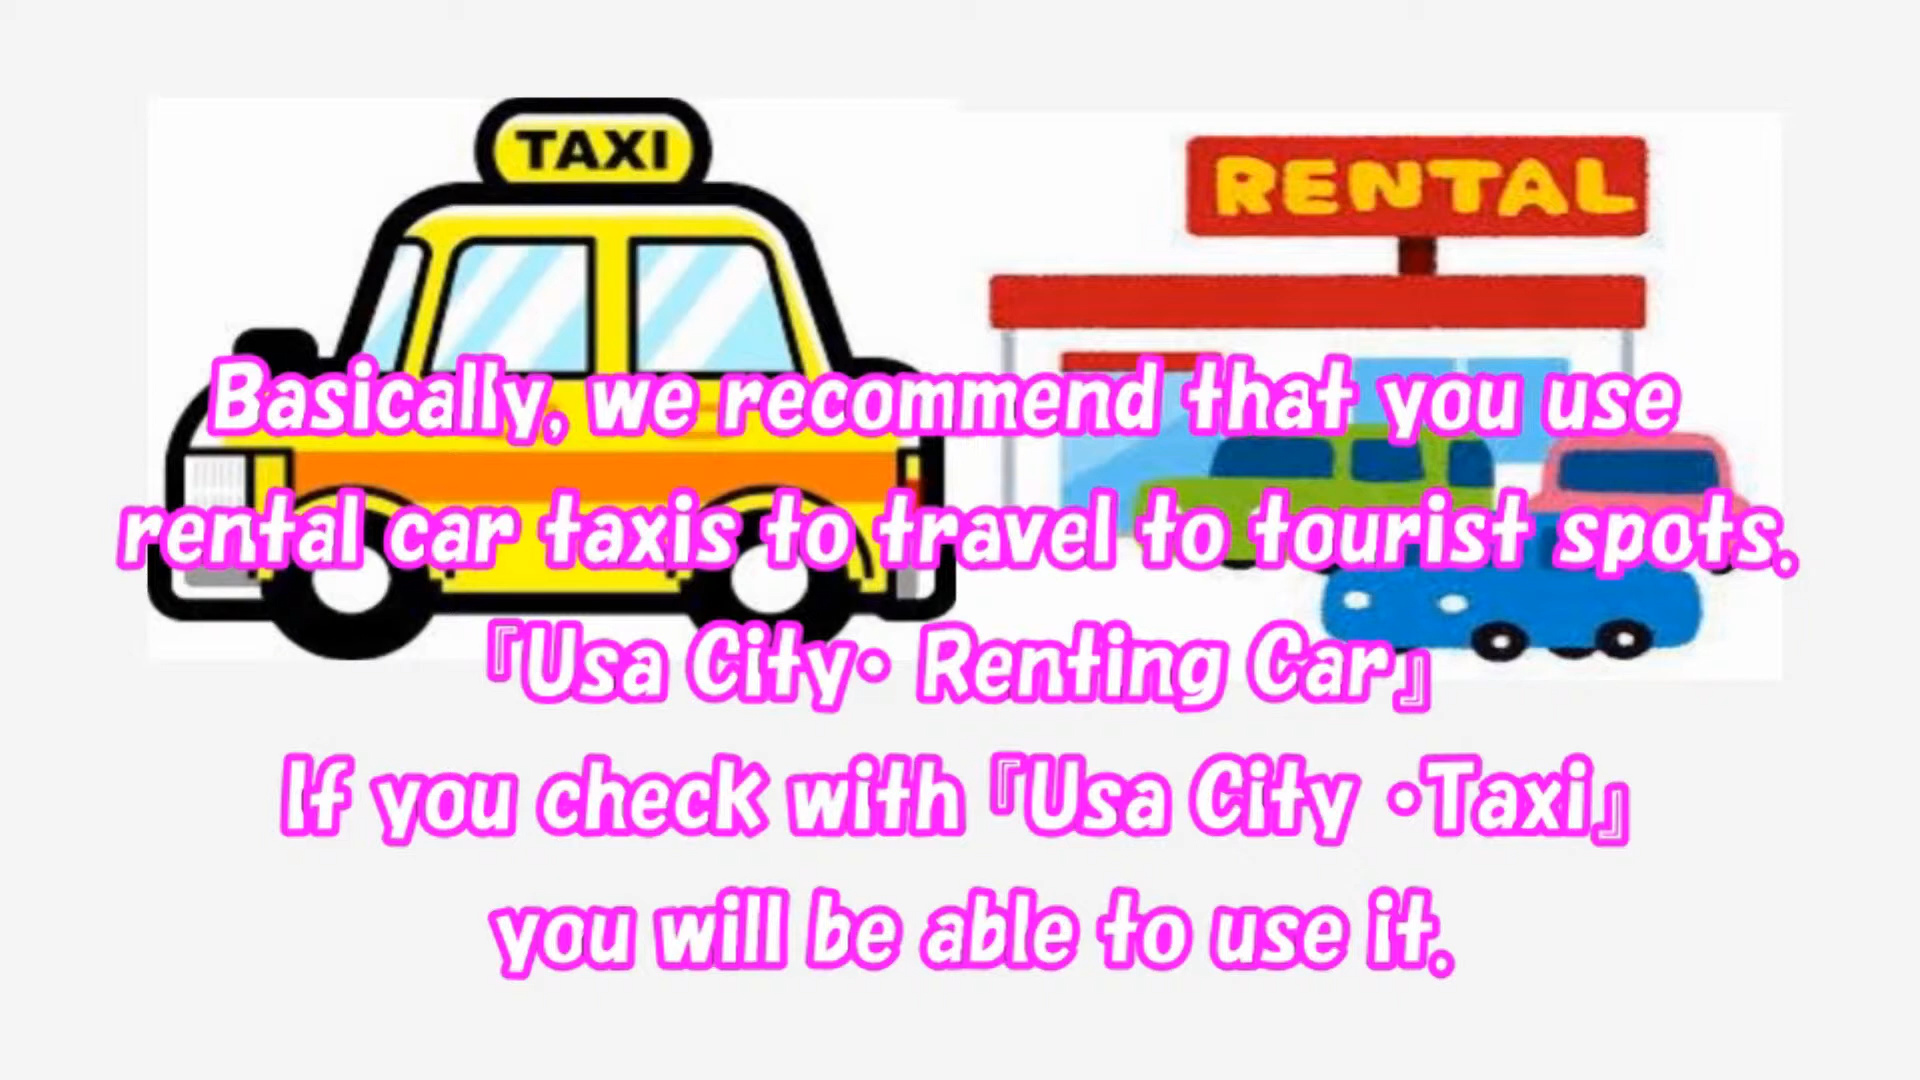 TAXI
RENTAL
Basically, we recommend that you use
rental car taxis to travel to tourist spots.
『Usa City・ Renting Car』
If you check with『Usa City ・Taxi』
you will be able to use it.